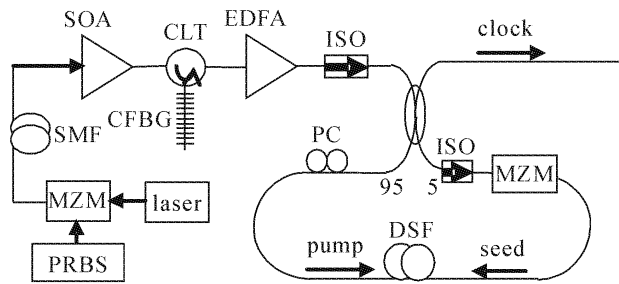 SOA
CLT
EDFA
ISO
clock
CFBG
SMF
PC
ISO
95
5
MZM
MZM
laser
DSF
pump
seed
PRBS